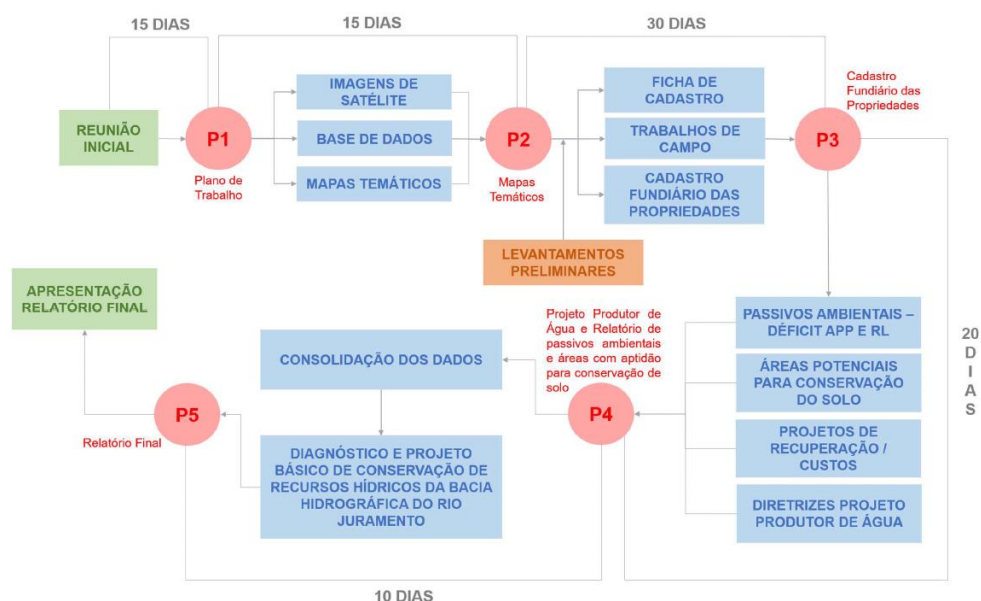 15 DIAS
15 DIAS
30 DIAS
REUNIÃO
INICIAL
P1
Plano de
Trabalho
IMAGENS DE
SATÉLITE
BASE DE DADOS
MAPAS TEMÁTICOS
P2
Mapas
Temáticos
LEVANTAMENTOS
PRELIMINARES
FICHA DE
CADASTRO
TRABALHOS DE
CAMPO
CADASTRO
FUNDIÁRIO DAS
PROPRIEDADES
P3
Cadastro
Fundiário das
Propriedades
20
D
I
A
S
PASSIVOS AMBIENTAIS –
DÉFICIT APP E RL
ÁREAS POTENCIAIS
PARA CONSERVAÇÃO
DO SOLO
PROJETOS DE
RECUPERAÇÃO /
CUSTOS
DIRETRIZES PROJETO
PRODUTOR DE ÁGUA
Projeto Produtor de
Água e Relatório de
passivos ambientais
e áreas com aptidão
para conservação de
solo
P4
CONSOLIDAÇÃO DOS DADOS
DIAGNÓSTICO E PROJETO
BÁSICO DE CONSERVAÇÃO DE
RECURSOS HÍDRICOS DA BACIA
HIDROGRÁFICA DO RIO
JURAMENTO
P5
Relatório Final
APRESENTAÇÃO
RELATÓRIO FINAL
10 DIAS